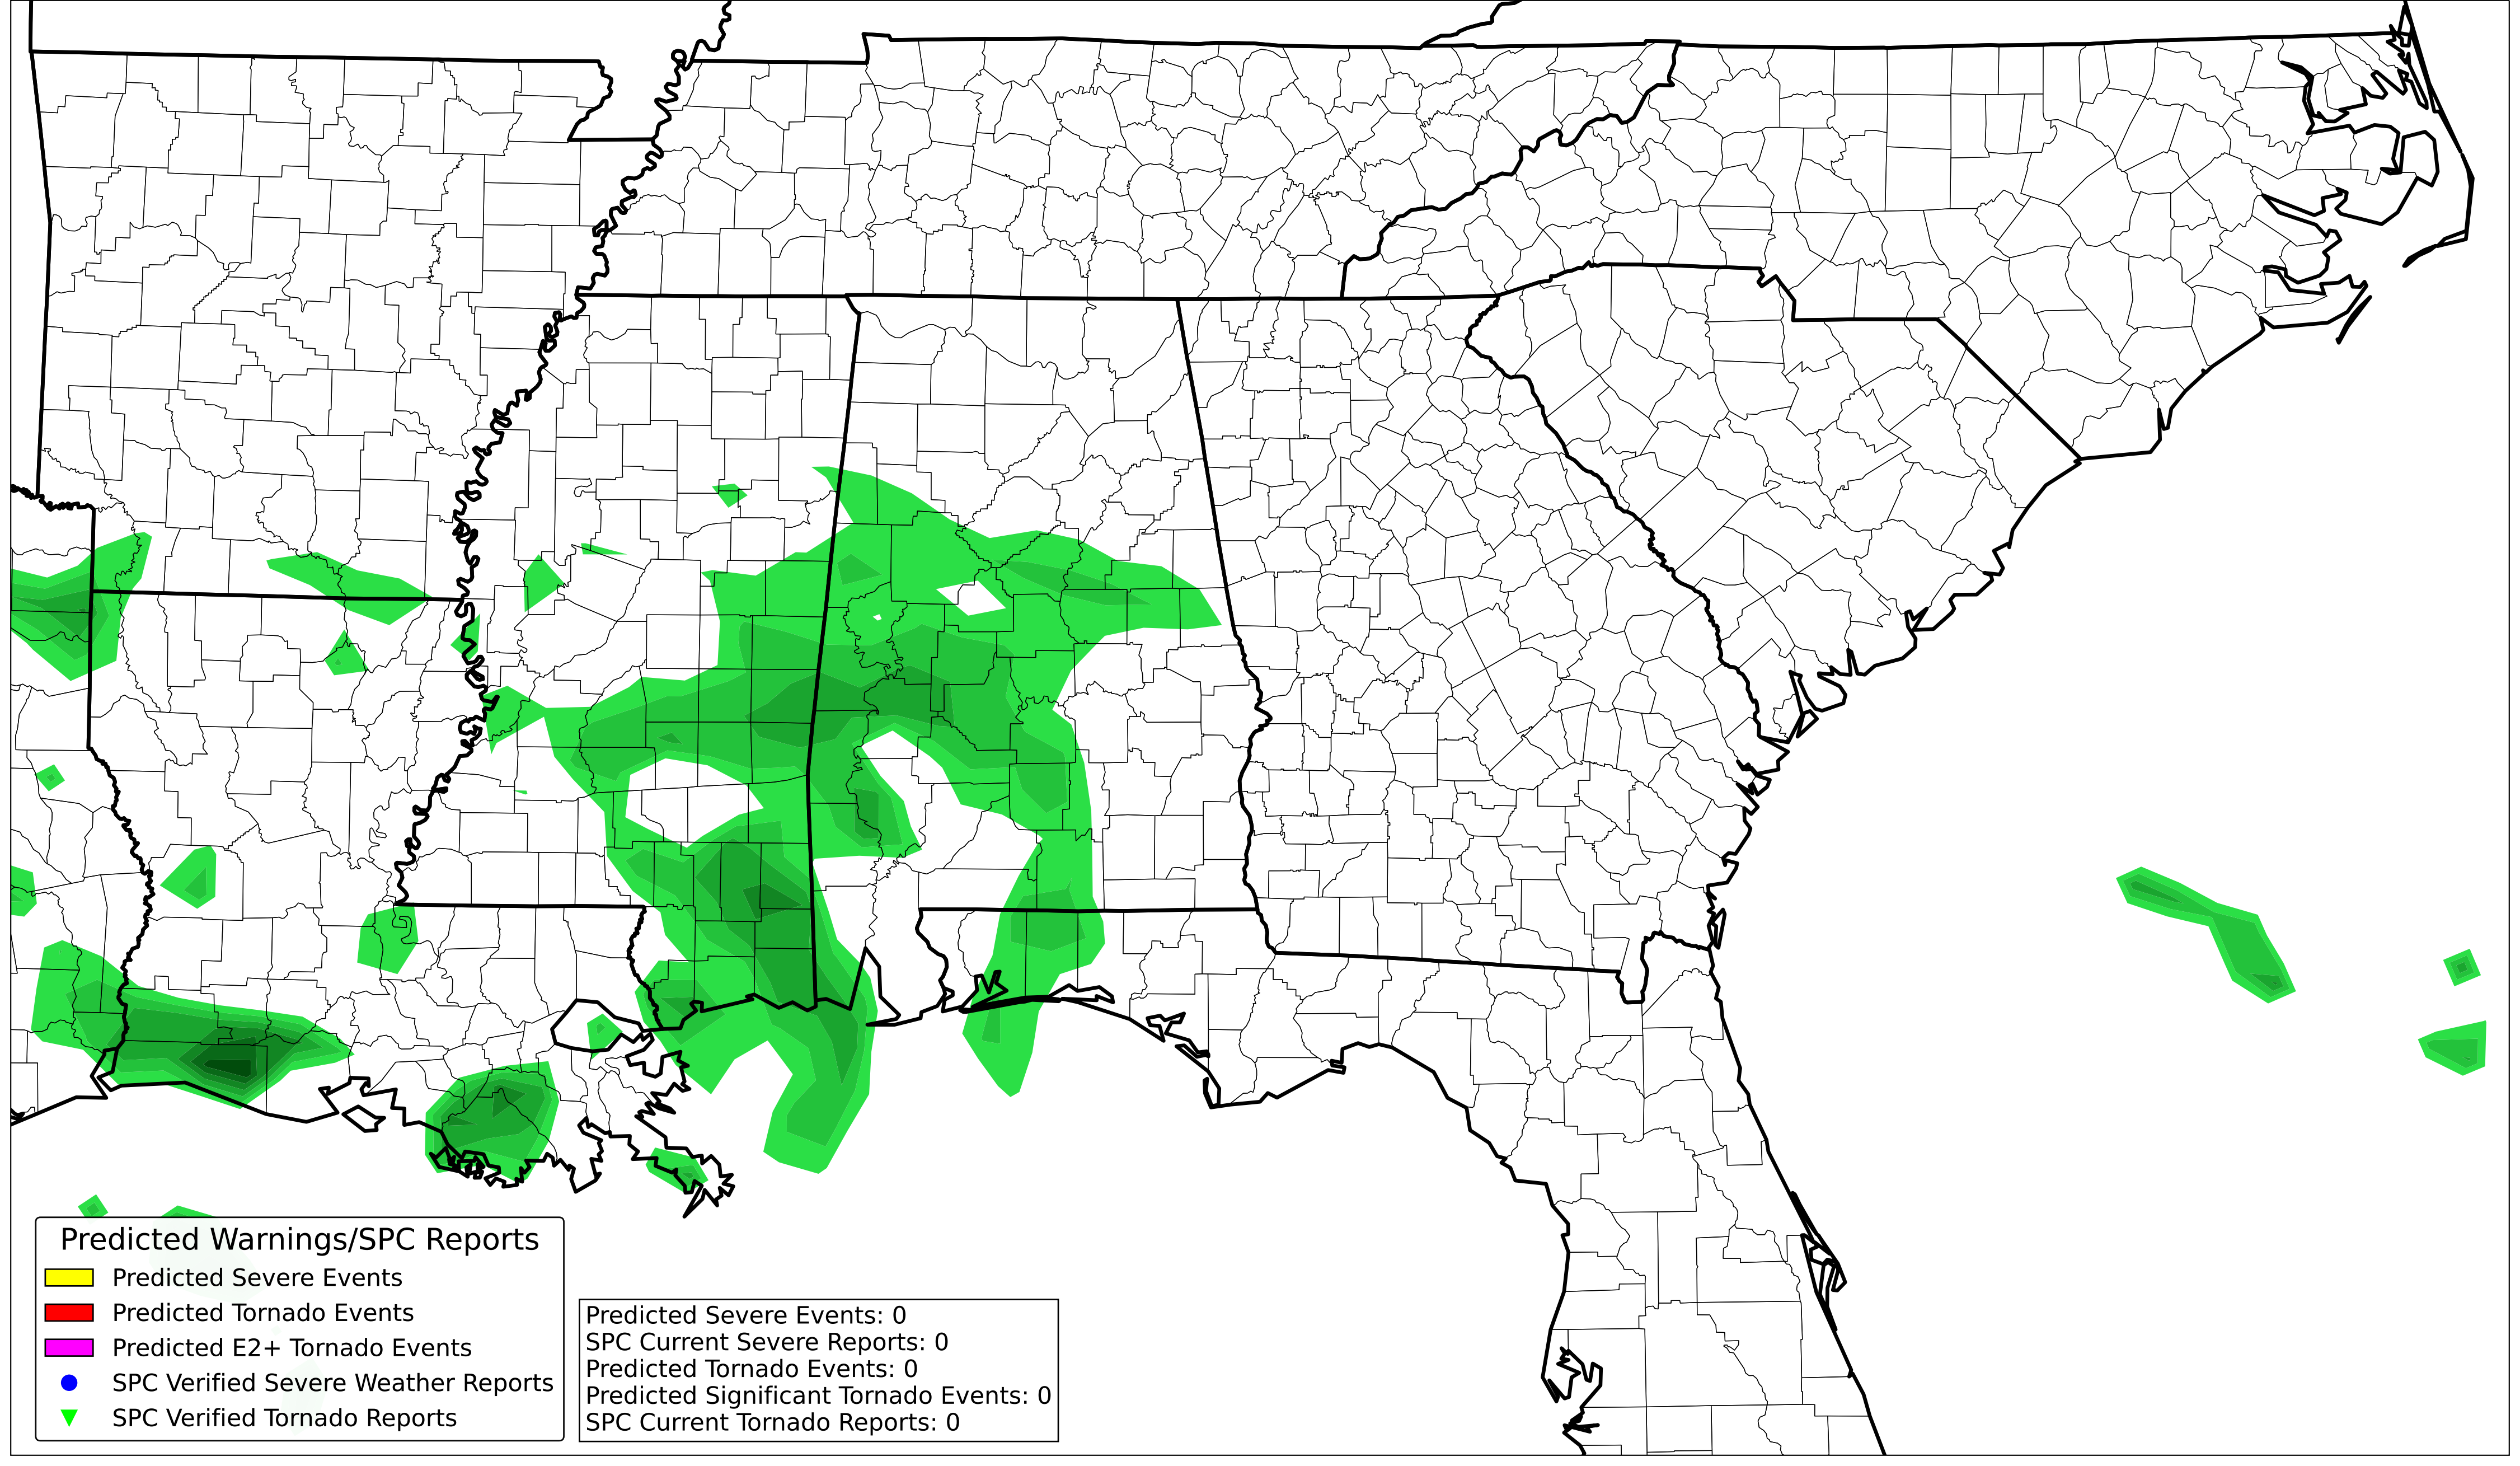 Predicted Warnings/SPC Reports
Predicted Severe Events
Predicted Tornado Events
Predicted E2+ Tornado Events
SPC Verified Severe Weather Reports
SPC Verified Tornado Reports
Predicted Severe Events: 0
SPC Current Severe Reports: 0
Predicted Tornado Events: 0
Predicted Significant Tornado Events: 0
SPC Current Tornado Reports: 0